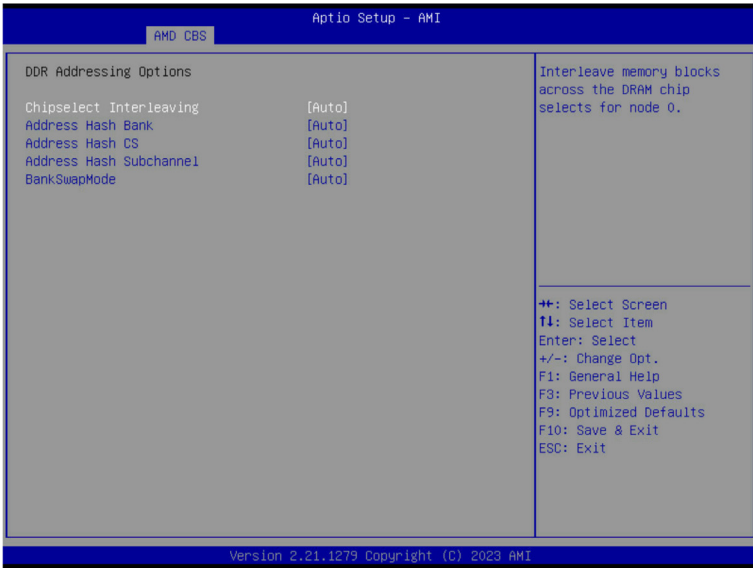 Aptio Setup – AMI
AMD CBS
DDR Addressing Options
Chipselect Interleaving [Auto]
Address Hash Bank [Auto]
Address Hash CS [Auto]
Address Hash Subchannel [Auto]
BankSwapMode [Auto]
Interleave memory blocks
across the DRAM chip
selects for node 0.
→←: Select Screen
↑↓: Select Item
Enter: Select
+/-: Change Opt.
F1: General Help
F3: Previous Values
F9: Optimized Defaults
F10: Save & Exit
ESC: Exit
Version 2.21.1279 Copyright (C) 2023 AMI